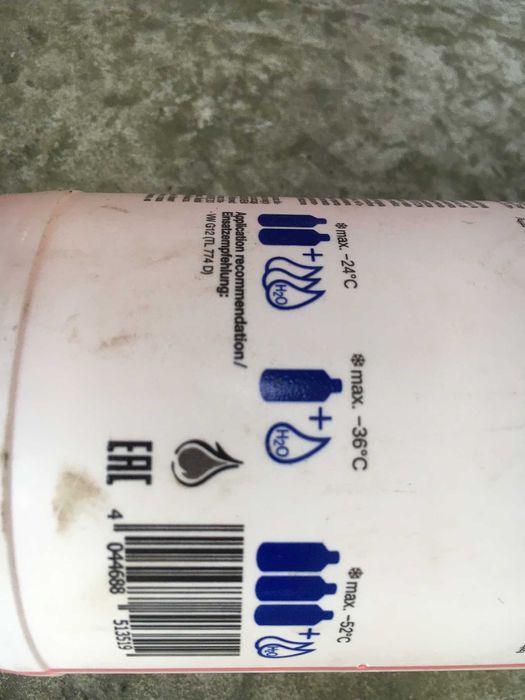 ❄ max. -24°C
+
H₂O
❄ max. -36°C
+
H₂O
❄ max. -52°C
+
H₂O
Application recommendation /
Einsatzempfehlung:
· VW G12 (TL 774 D)
EAC
4 044688 513519